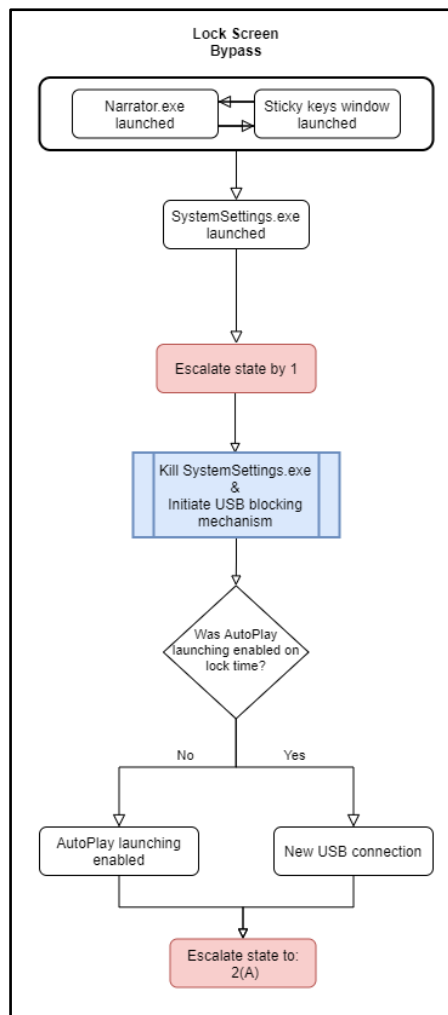 Lock Screen
Bypass
Narrator.exe
launched
Sticky keys window
launched
SystemSettings.exe
launched
Escalate state by 1
Kill SystemSettings.exe
&
Initiate USB blocking
mechanism
Was AutoPlay
launching enabled on
lock time?
No
Yes
AutoPlay launching
enabled
New USB connection
Escalate state to:
2(A)